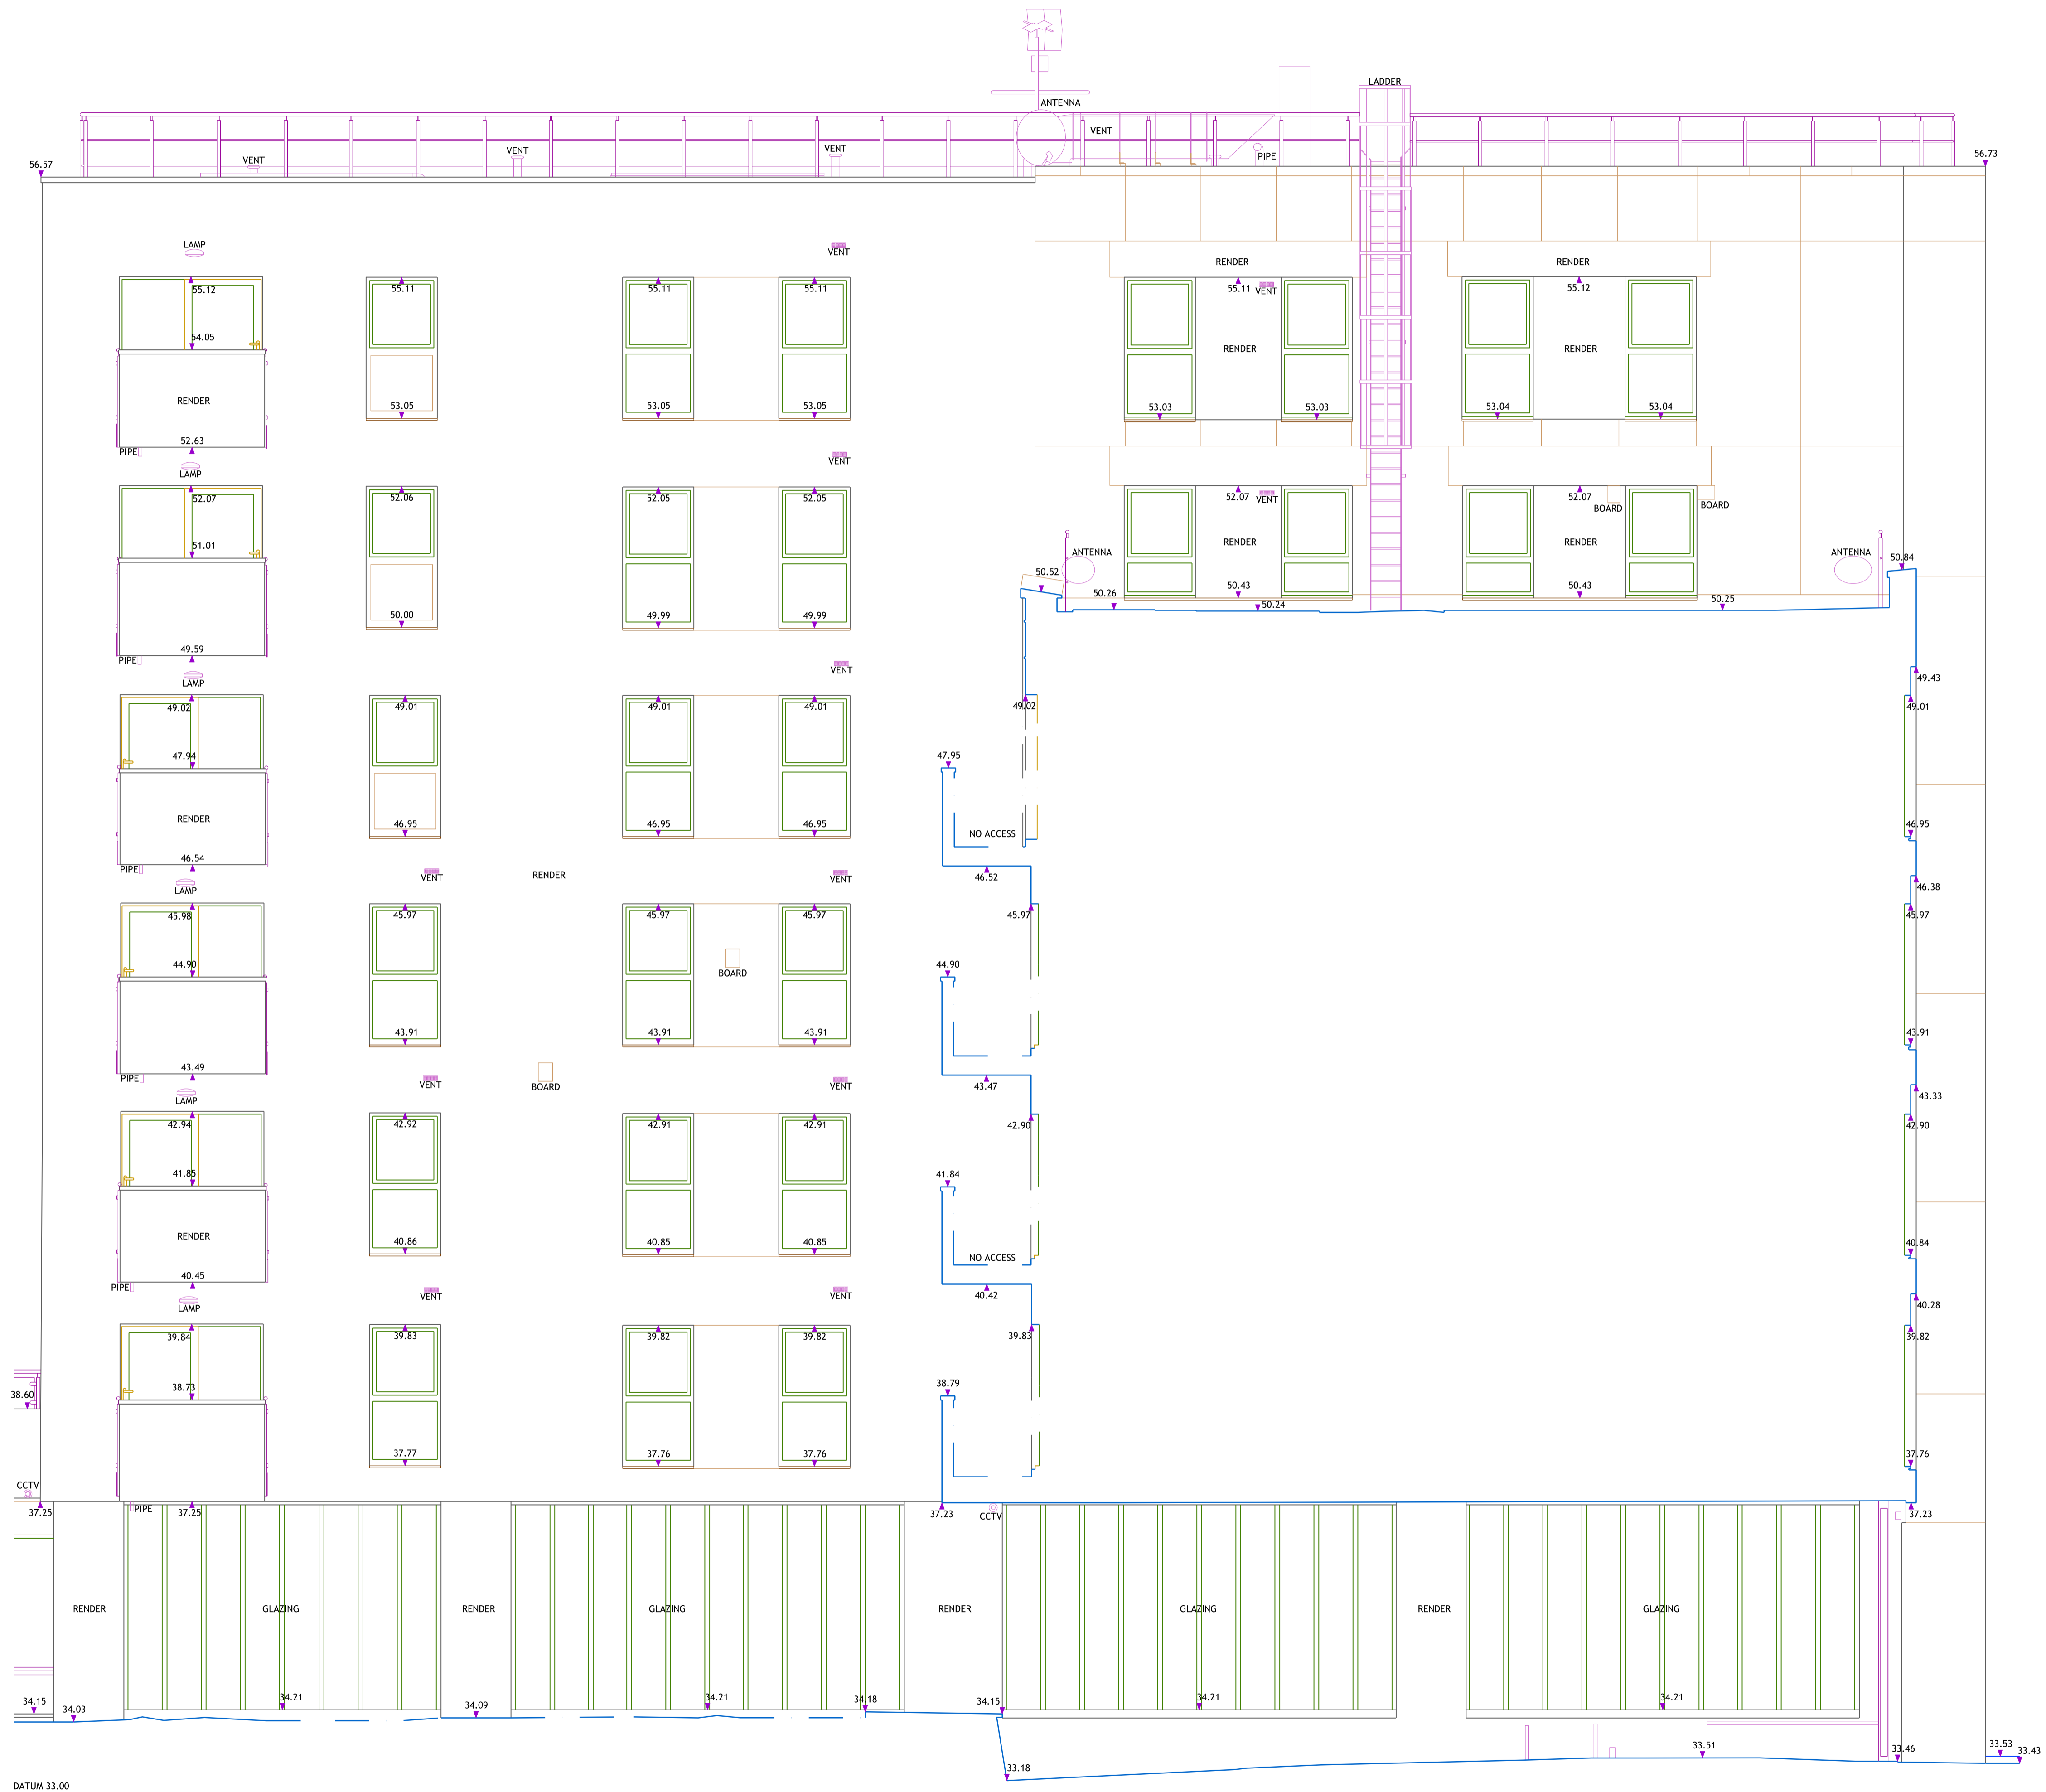 LADDER
ANTENNA
VENT
VENT
VENT
VENT
PIPE
56.57
56.73
LAMP
VENT
RENDER
RENDER
55.12
55.11
55.11
55.11
55.11
VENT
55.12
54.05
RENDER
RENDER
RENDER
53.05
53.05
53.05
53.03
53.03
53.04
53.04
52.63
PIPE
LAMP
VENT
52.07
52.06
52.05
52.05
52.07
VENT
52.07
BOARD
BOARD
51.01
RENDER
RENDER
ANTENNA
ANTENNA
50.84
50.52
50.00
49.99
49.99
50.26
50.43
50.24
50.43
50.25
49.59
PIPE
LAMP
VENT
49.43
49.02
49.01
49.01
49.01
49.02
49.01
47.94
47.95
RENDER
46.95
46.95
46.95
NO ACCESS
46.95
46.54
PIPE
LAMP
VENT
RENDER
VENT
46.52
46.38
45.98
45.97
45.97
45.97
45.97
45.97
44.90
BOARD
44.90
43.91
43.91
43.91
43.91
43.49
PIPE
LAMP
VENT
BOARD
VENT
43.47
43.33
42.94
42.92
42.91
42.91
42.90
42.90
41.85
41.84
RENDER
40.86
40.85
40.85
NO ACCESS
40.84
40.45
PIPE
LAMP
VENT
VENT
40.42
40.28
39.84
39.83
39.82
39.82
39.83
39.82
38.60
38.73
38.79
37.77
37.76
37.76
37.76
CCTV
37.25
PIPE
37.25
37.23
CCTV
37.23
RENDER
GLAZING
RENDER
GLAZING
RENDER
GLAZING
RENDER
GLAZING
34.15
34.03
34.21
34.09
34.21
34.18
34.15
34.21
34.21
33.18
33.51
33.46
33.53
33.43
DATUM 33.00